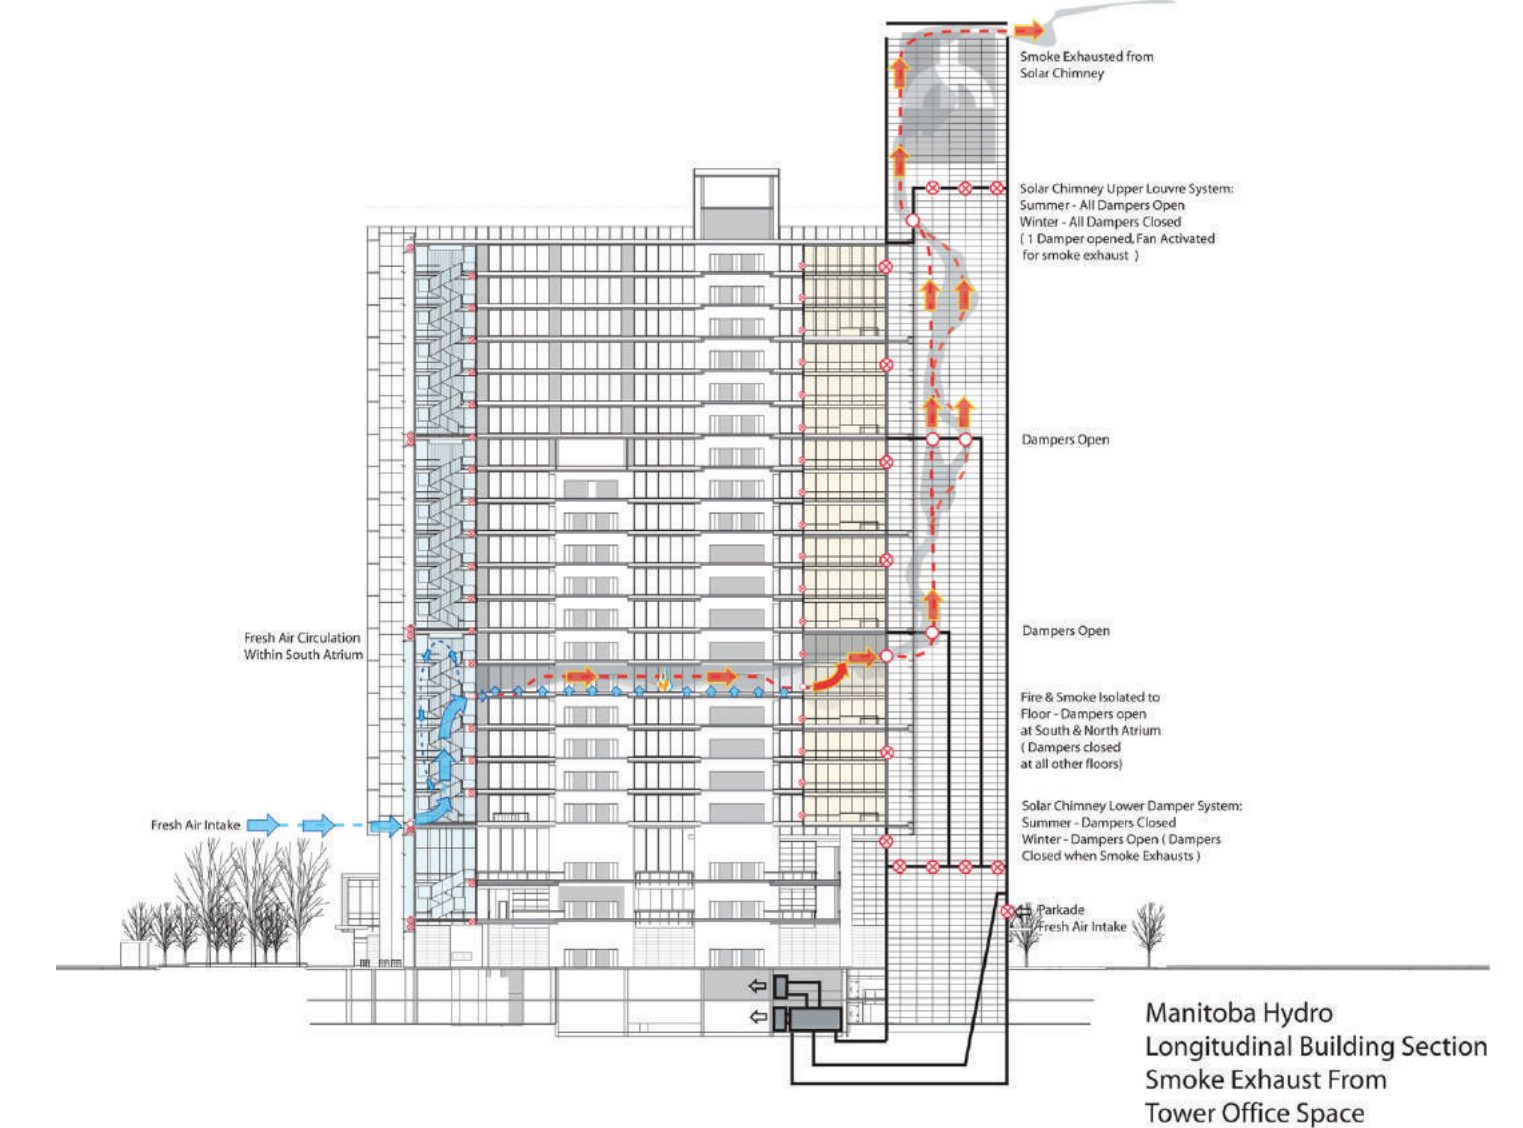 Smoke Exhausted from
Solar Chimney
Solar Chimney Upper Louvre System:
Summer - All Dampers Open
Winter - All Dampers Closed
( 1 Damper opened, Fan Activated
for smoke exhaust )
Dampers Open
Fresh Air Circulation
Within South Atrium
Dampers Open
Fire & Smoke Isolated to
Floor - Dampers open
at South & North Atrium
( Dampers closed
at all other floors)
Fresh Air Intake
Solar Chimney Lower Damper System:
Summer - Dampers Closed
Winter - Dampers Open ( Dampers
Closed when Smoke Exhausts )
Parkade
Fresh Air Intake
Manitoba Hydro
Longitudinal Building Section
Smoke Exhaust From
Tower Office Space